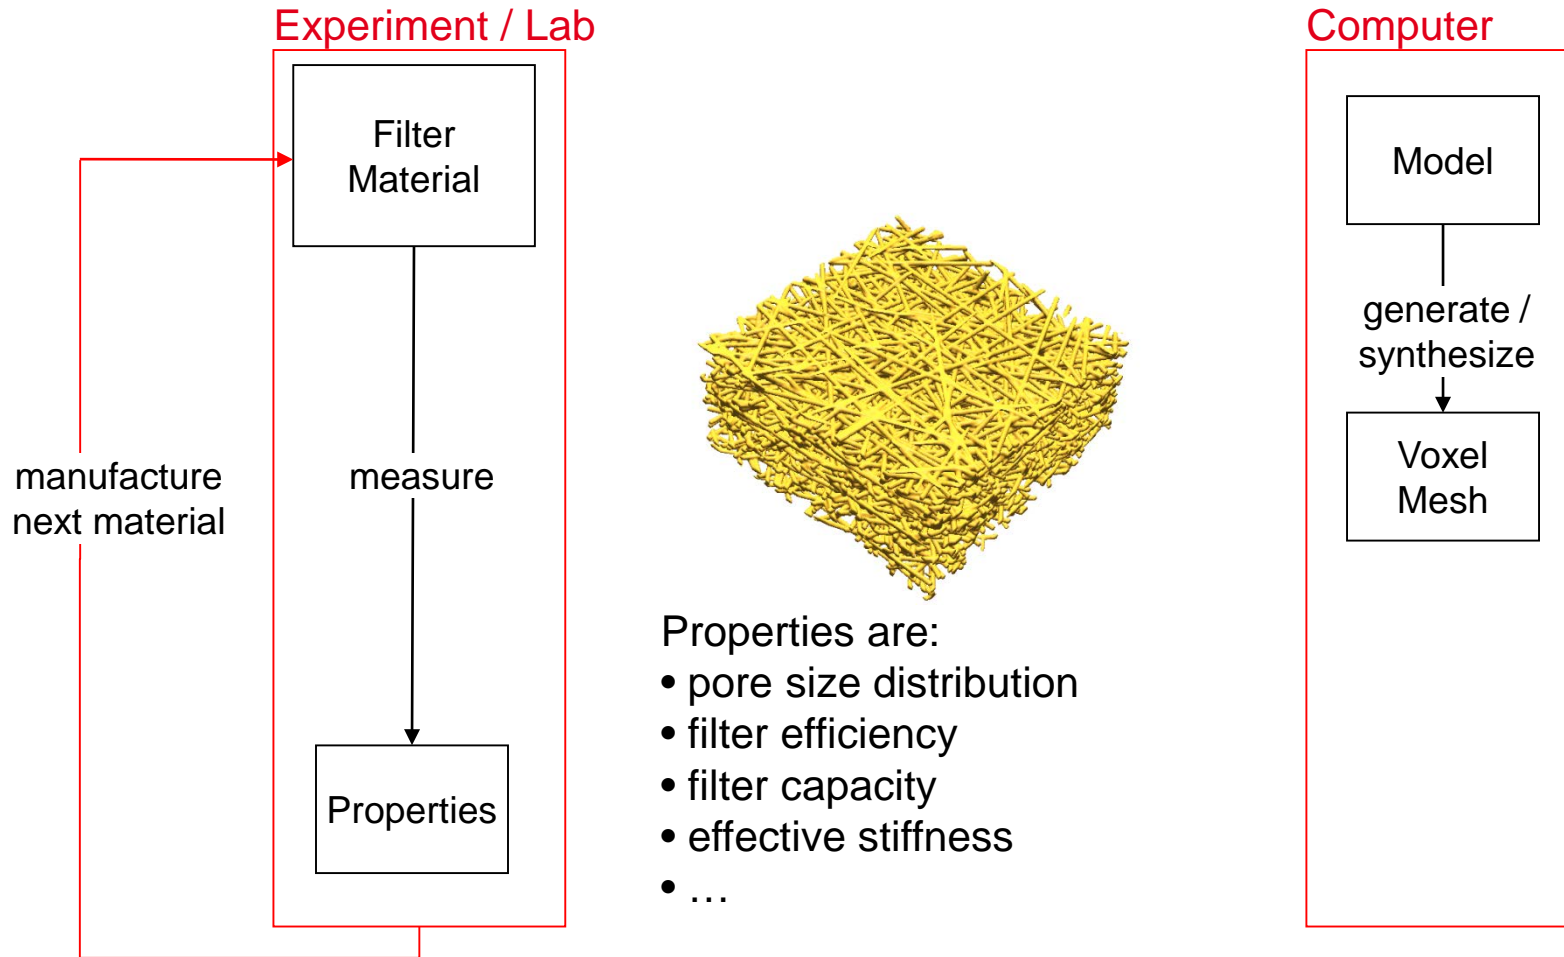 Experiment / Lab
Filter
Material
manufacture
next material
measure
Properties
Properties are:
• pore size distribution
• filter efficiency
• filter capacity
• effective stiffness
• …
Computer
Model
generate /
synthesize
Voxel
Mesh